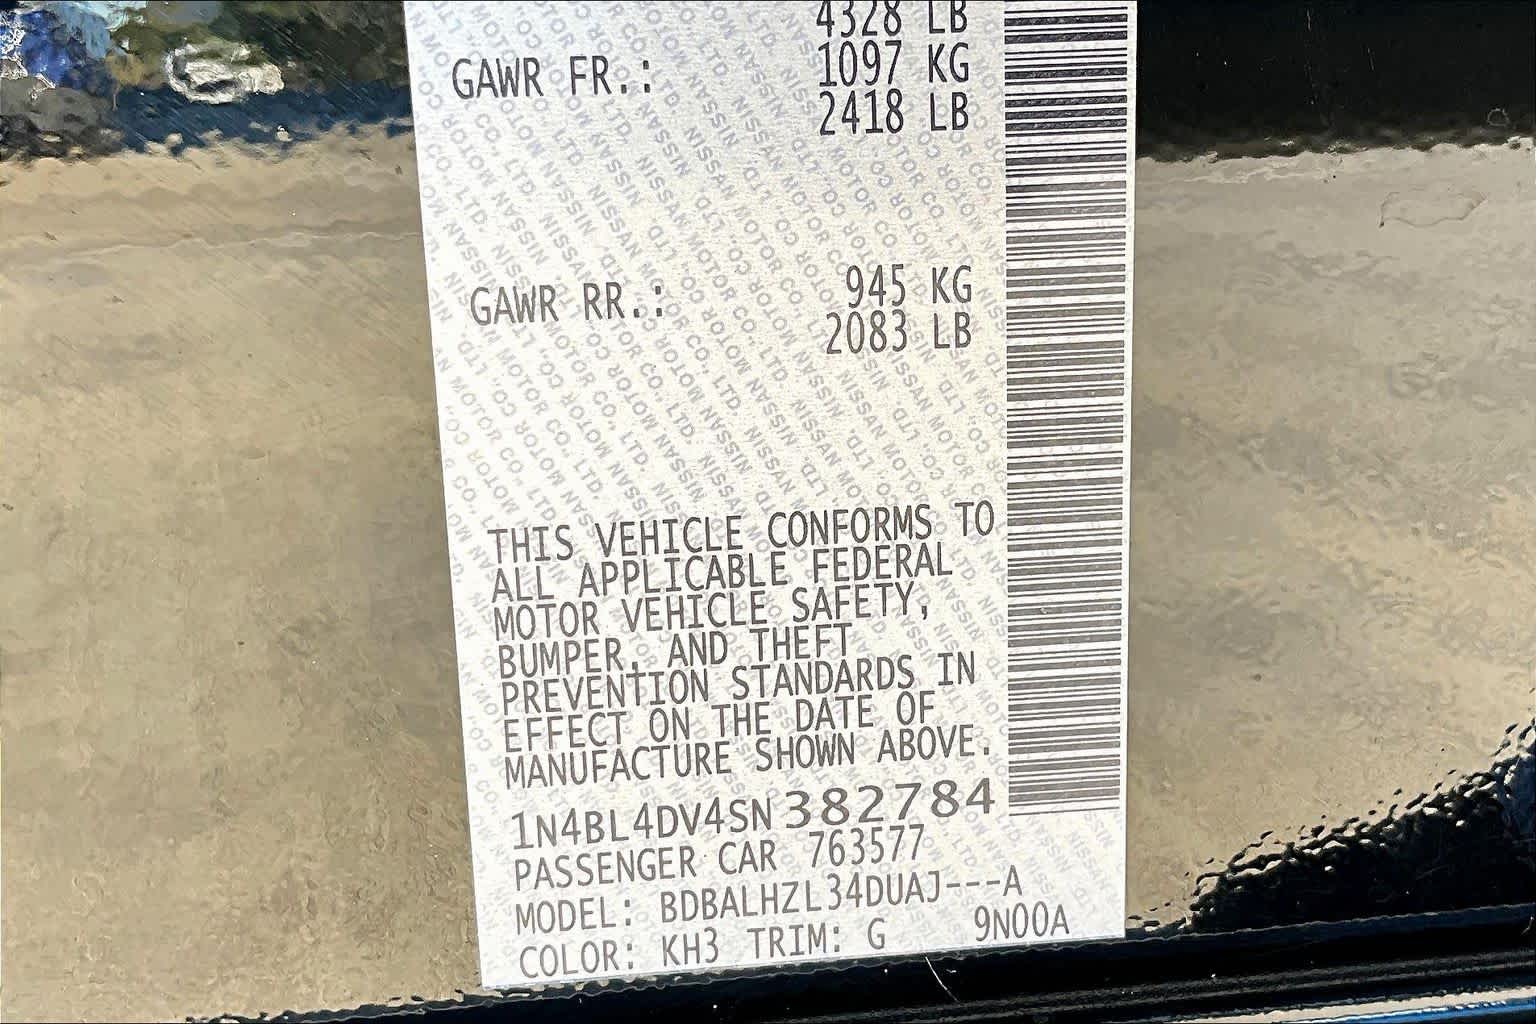 4328 LB
GAWR FR.: 1097 KG
2418 LB
GAWR RR.: 945 KG
2083 LB
THIS VEHICLE CONFORMS TO
ALL APPLICABLE FEDERAL
MOTOR VEHICLE SAFETY,
BUMPER, AND THEFT
PREVENTION STANDARDS IN
EFFECT ON THE DATE OF
MANUFACTURE SHOWN ABOVE.
1N4BL4DV4SN382784
PASSENGER CAR 763577
MODEL: BDBALHZL34DUAJ---A
COLOR: KH3 TRIM: G 9N00A